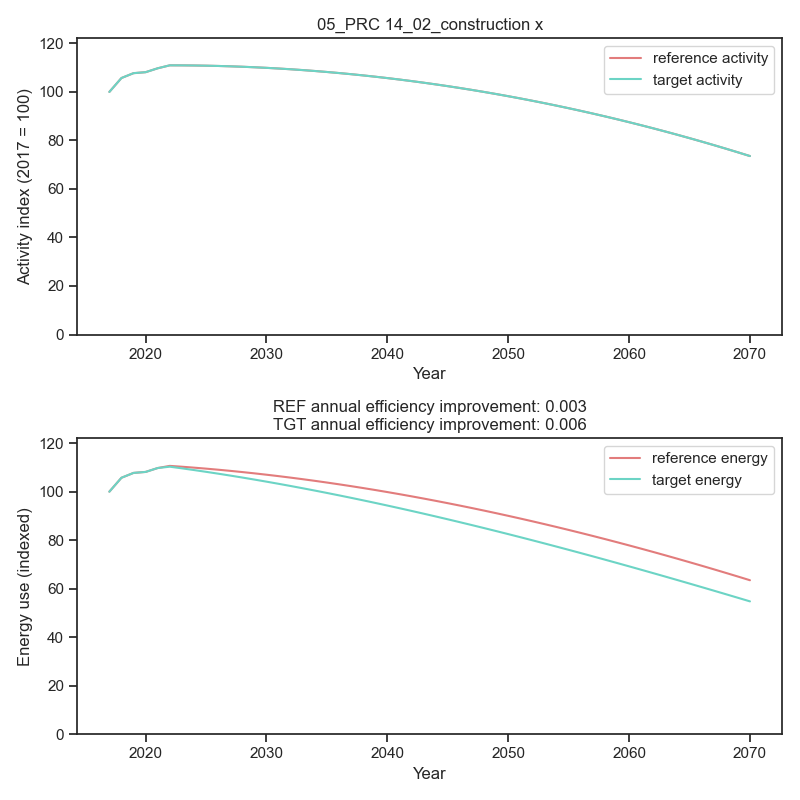 05_PRC 14_02_construction x
120
100
80
60
40
20
0
Activity index (2017 = 100)
reference activity
target activity
2020 2030 2040 2050 2060 2070
Year
REF annual efficiency improvement: 0.003
TGT annual efficiency improvement: 0.006
120
100
80
60
40
20
0
Energy use (indexed)
reference energy
target energy
2020 2030 2040 2050 2060 2070
Year